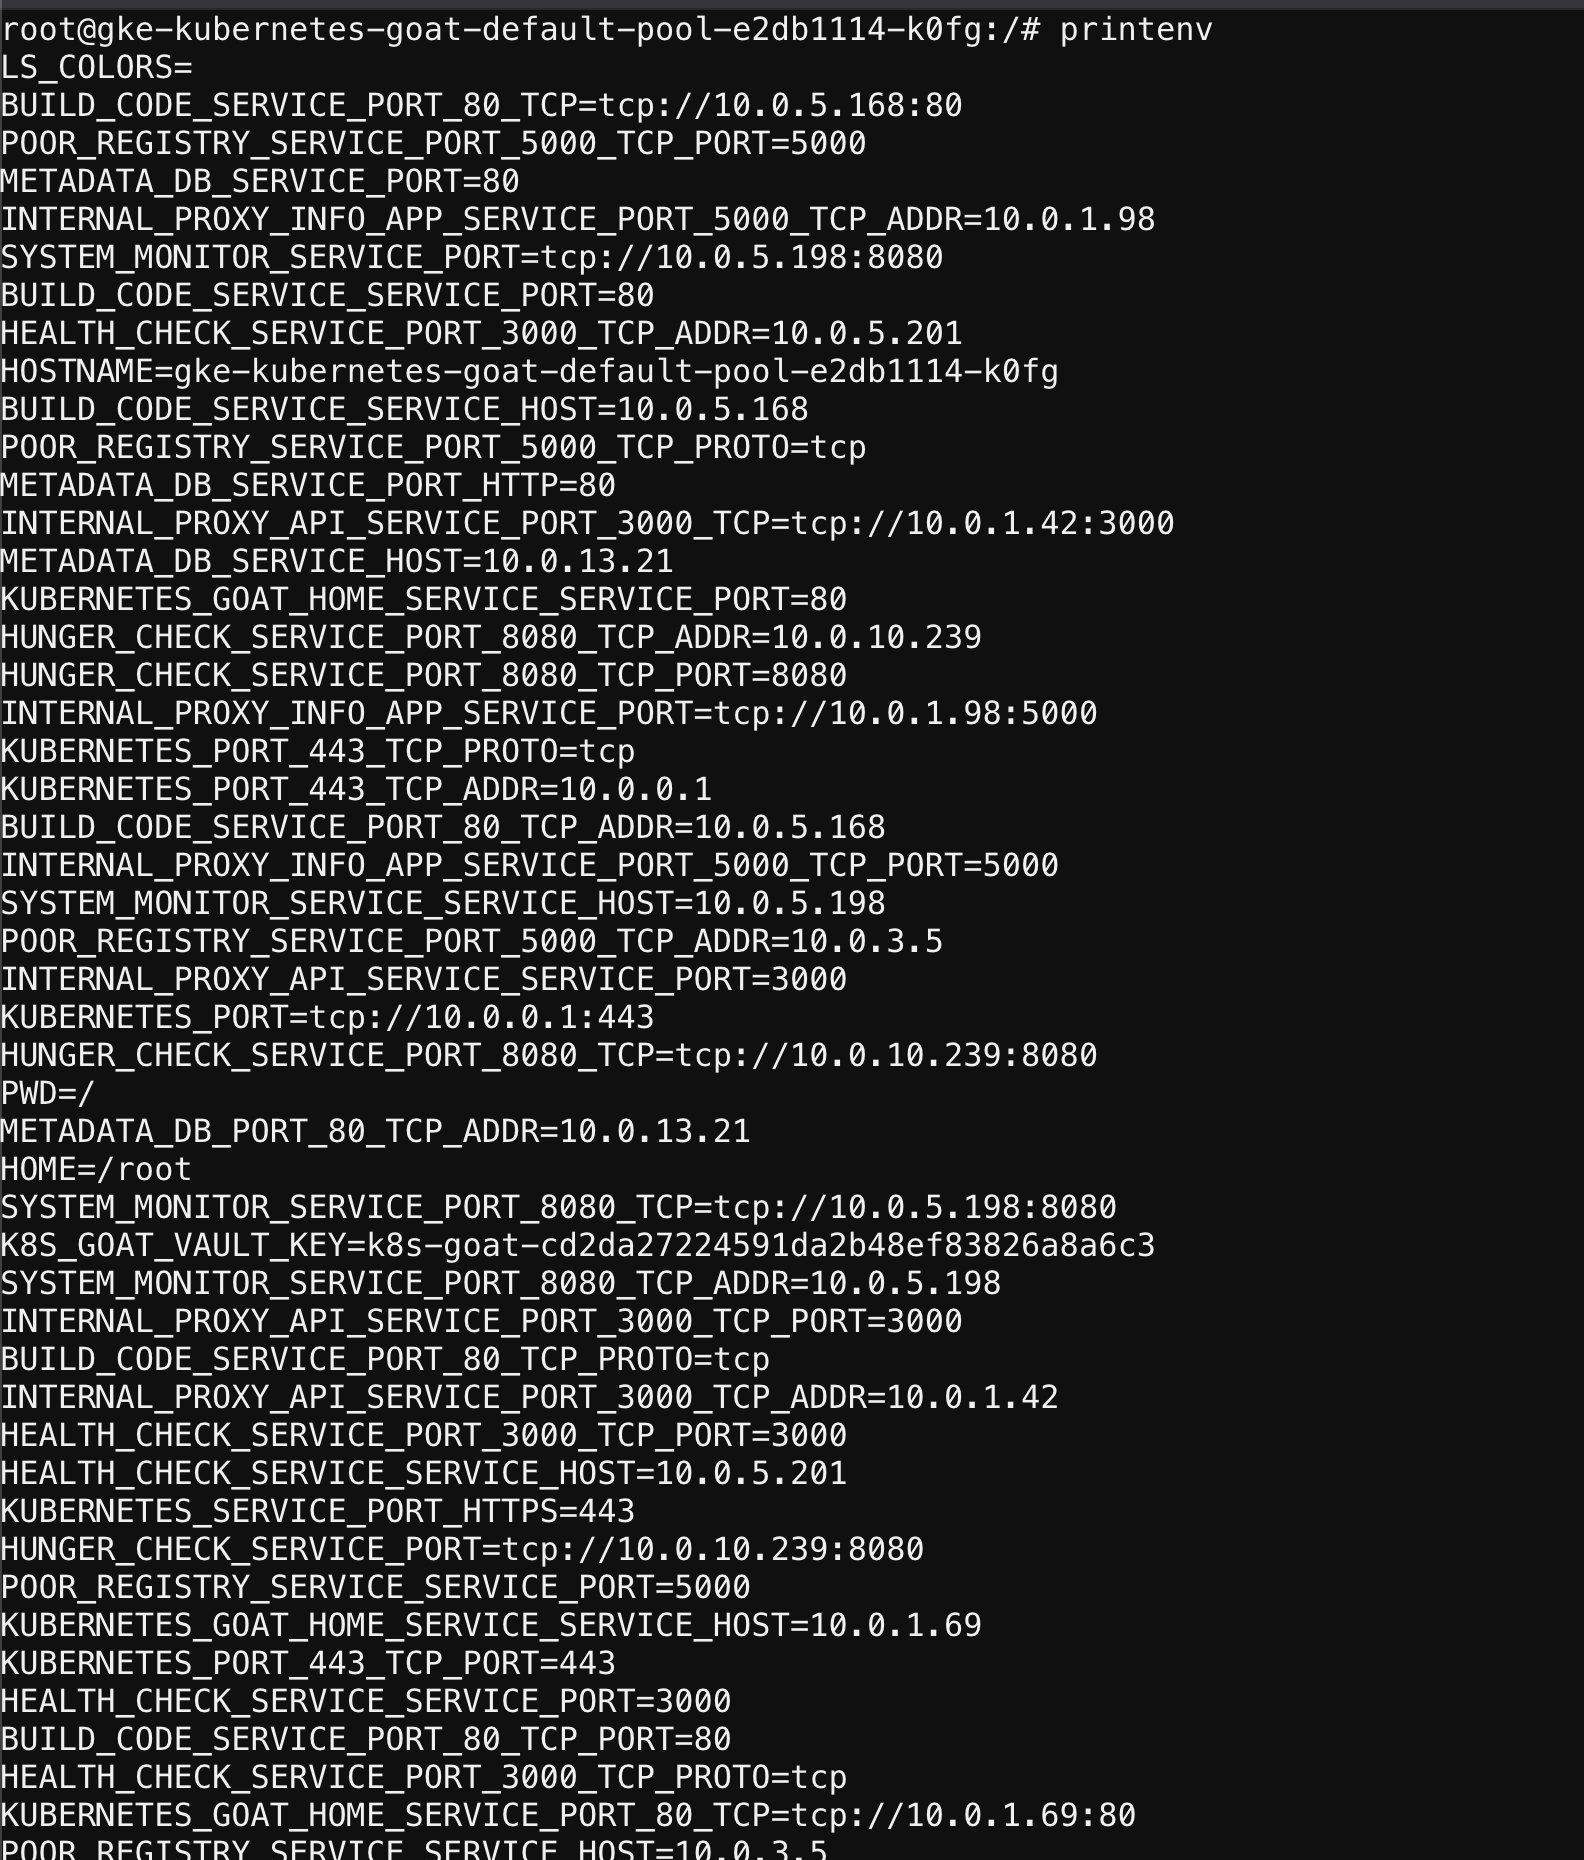 root@gke-kubernetes-goat-default-pool-e2db1114-k0fg:/# printenv
LS_COLORS=
BUILD_CODE_SERVICE_PORT_80_TCP=tcp://10.0.5.168:80
POOR_REGISTRY_SERVICE_PORT_5000_TCP_PORT=5000
METADATA_DB_SERVICE_PORT=80
INTERNAL_PROXY_INFO_APP_SERVICE_PORT_5000_TCP_ADDR=10.0.1.98
SYSTEM_MONITOR_SERVICE_PORT=tcp://10.0.5.198:8080
BUILD_CODE_SERVICE_SERVICE_PORT=80
HEALTH_CHECK_SERVICE_PORT_3000_TCP_ADDR=10.0.5.201
HOSTNAME=gke-kubernetes-goat-default-pool-e2db1114-k0fg
BUILD_CODE_SERVICE_SERVICE_HOST=10.0.5.168
POOR_REGISTRY_SERVICE_PORT_5000_TCP_PROTO=tcp
METADATA_DB_SERVICE_PORT_HTTP=80
INTERNAL_PROXY_API_SERVICE_PORT_3000_TCP=tcp://10.0.1.42:3000
METADATA_DB_SERVICE_HOST=10.0.13.21
KUBERNETES_GOAT_HOME_SERVICE_SERVICE_PORT=80
HUNGER_CHECK_SERVICE_PORT_8080_TCP_ADDR=10.0.10.239
HUNGER_CHECK_SERVICE_PORT_8080_TCP_PORT=8080
INTERNAL_PROXY_INFO_APP_SERVICE_PORT=tcp://10.0.1.98:5000
KUBERNETES_PORT_443_TCP_PROTO=tcp
KUBERNETES_PORT_443_TCP_ADDR=10.0.0.1
BUILD_CODE_SERVICE_PORT_80_TCP_ADDR=10.0.5.168
INTERNAL_PROXY_INFO_APP_SERVICE_PORT_5000_TCP_PORT=5000
SYSTEM_MONITOR_SERVICE_SERVICE_HOST=10.0.5.198
POOR_REGISTRY_SERVICE_PORT_5000_TCP_ADDR=10.0.3.5
INTERNAL_PROXY_API_SERVICE_SERVICE_PORT=3000
KUBERNETES_PORT=tcp://10.0.0.1:443
HUNGER_CHECK_SERVICE_PORT_8080_TCP=tcp://10.0.10.239:8080
PWD=/
METADATA_DB_PORT_80_TCP_ADDR=10.0.13.21
HOME=/root
SYSTEM_MONITOR_SERVICE_PORT_8080_TCP=tcp://10.0.5.198:8080
K8S_GOAT_VAULT_KEY=k8s-goat-cd2da27224591da2b48ef83826a8a6c3
SYSTEM_MONITOR_SERVICE_PORT_8080_TCP_ADDR=10.0.5.198
INTERNAL_PROXY_API_SERVICE_PORT_3000_TCP_PORT=3000
BUILD_CODE_SERVICE_PORT_80_TCP_PROTO=tcp
INTERNAL_PROXY_API_SERVICE_PORT_3000_TCP_ADDR=10.0.1.42
HEALTH_CHECK_SERVICE_PORT_3000_TCP_PORT=3000
HEALTH_CHECK_SERVICE_SERVICE_HOST=10.0.5.201
KUBERNETES_SERVICE_PORT_HTTPS=443
HUNGER_CHECK_SERVICE_PORT=tcp://10.0.10.239:8080
POOR_REGISTRY_SERVICE_SERVICE_PORT=5000
KUBERNETES_GOAT_HOME_SERVICE_SERVICE_HOST=10.0.1.69
KUBERNETES_PORT_443_TCP_PORT=443
HEALTH_CHECK_SERVICE_SERVICE_PORT=3000
BUILD_CODE_SERVICE_PORT_80_TCP_PORT=80
HEALTH_CHECK_SERVICE_PORT_3000_TCP_PROTO=tcp
KUBERNETES_GOAT_HOME_SERVICE_PORT_80_TCP=tcp://10.0.1.69:80
POOR_REGISTRY_SERVICE_SERVICE_HOST=10.0.3.5